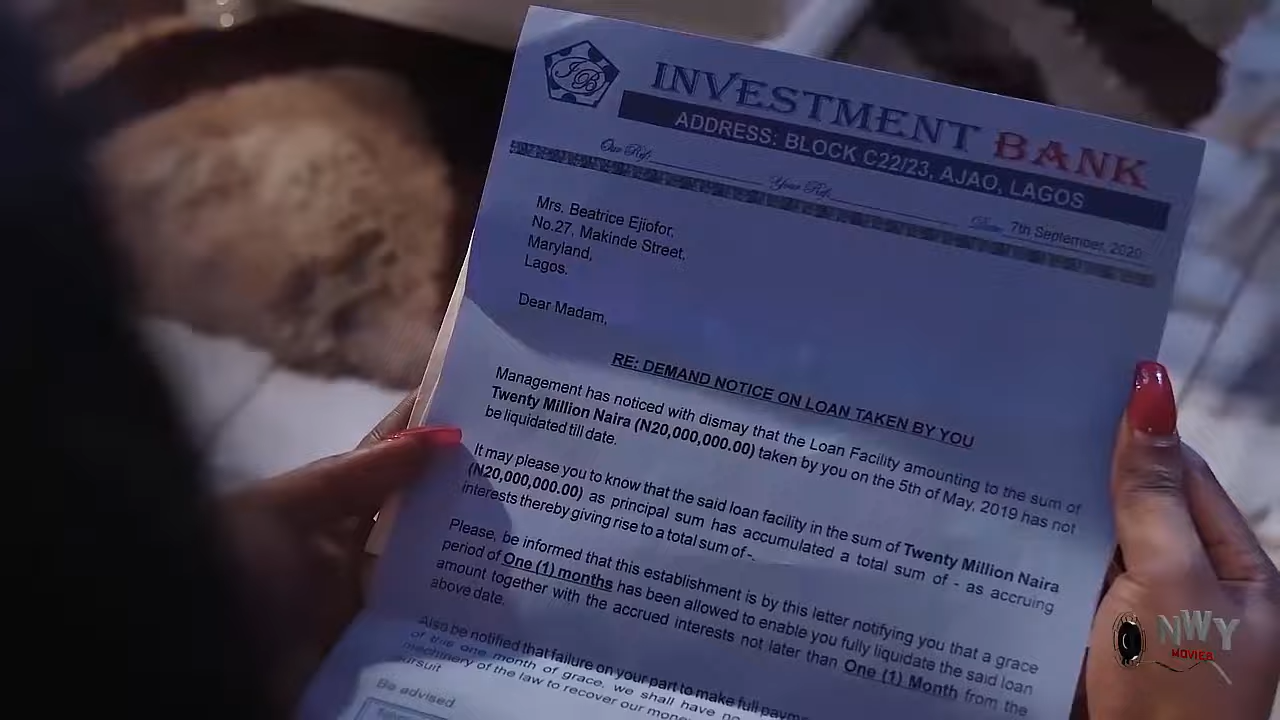 IB
INVESTMENT BANK
ADDRESS: BLOCK C22/23, AJAO, LAGOS
Our Ref: Your Ref: Date: 7th September, 2020
Mrs. Beatrice Ejiofor,
No.27, Makinde Street,
Maryland,
Lagos.
Dear Madam,
RE: DEMAND NOTICE ON LOAN TAKEN BY YOU
Management has noticed with dismay that the Loan Facility amounting to the sum of
Twenty Million Naira (N20,000,000.00) taken by you on the 5th of May, 2019 has not
be liquidated till date.
It may please you to know that the said loan facility in the sum of Twenty Million Naira
(N20,000,000.00) as principal sum has accumulated a total sum of - as accruing
interests thereby giving rise to a total sum of -.
Please, be informed that this establishment is by this letter notifying you that a grace
period of One (1) months has been allowed to enable you fully liquidate the said loan
amount together with the accrued interests not later than One (1) Month from the
above date.
Also be notified that failure on your part to make full
of this one month of grace, we shall have
machinery of the law to recover our
Be advised
NWY
MOVIES